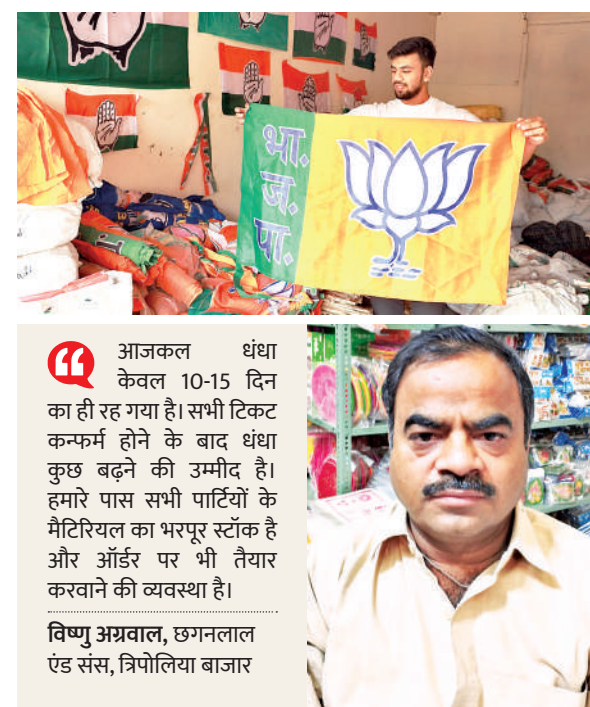 भा.
ज.
पा.
आजकल धंधा
केवल 10-15 दिन
का ही रह गया है। सभी टिकट
कन्फर्म होने के बाद धंधा
कुछ बढ़ने की उम्मीद है।
हमारे पास सभी पार्टियों के
मैटिरियल का भरपूर स्टॉक है
और ऑर्डर पर भी तैयार
करवाने की व्यवस्था है।
विष्णु अग्रवाल, छगनलाल
एंड संस, त्रिपोलिया बाजार